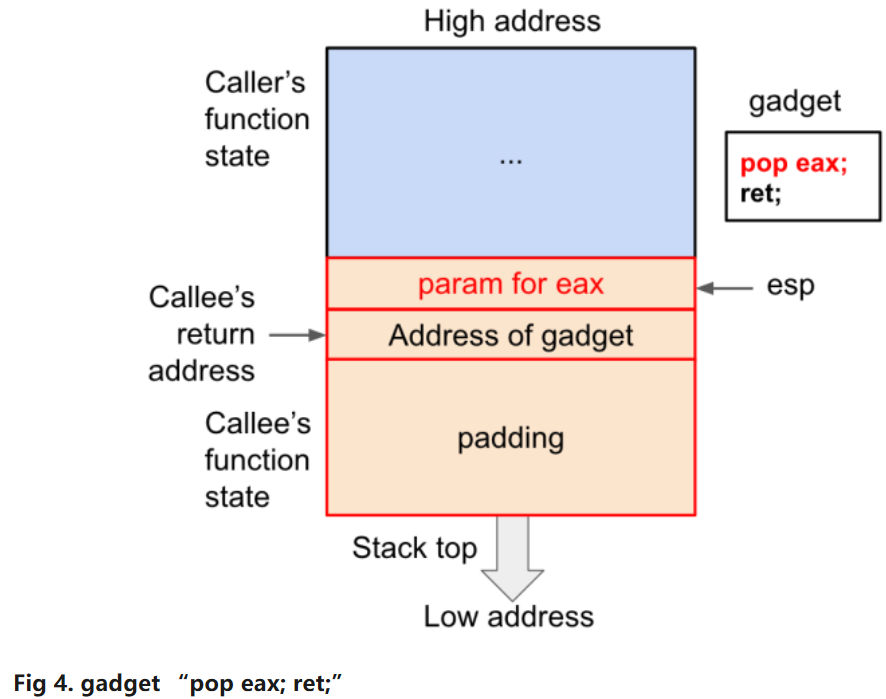 High address
Caller’s
function
state
...
gadget
pop eax;
ret;
param for eax
esp
Callee’s
return
address
Address of gadget
Callee’s
function
state
padding
Stack top
Low address
Fig 4. gadget “pop eax; ret;”